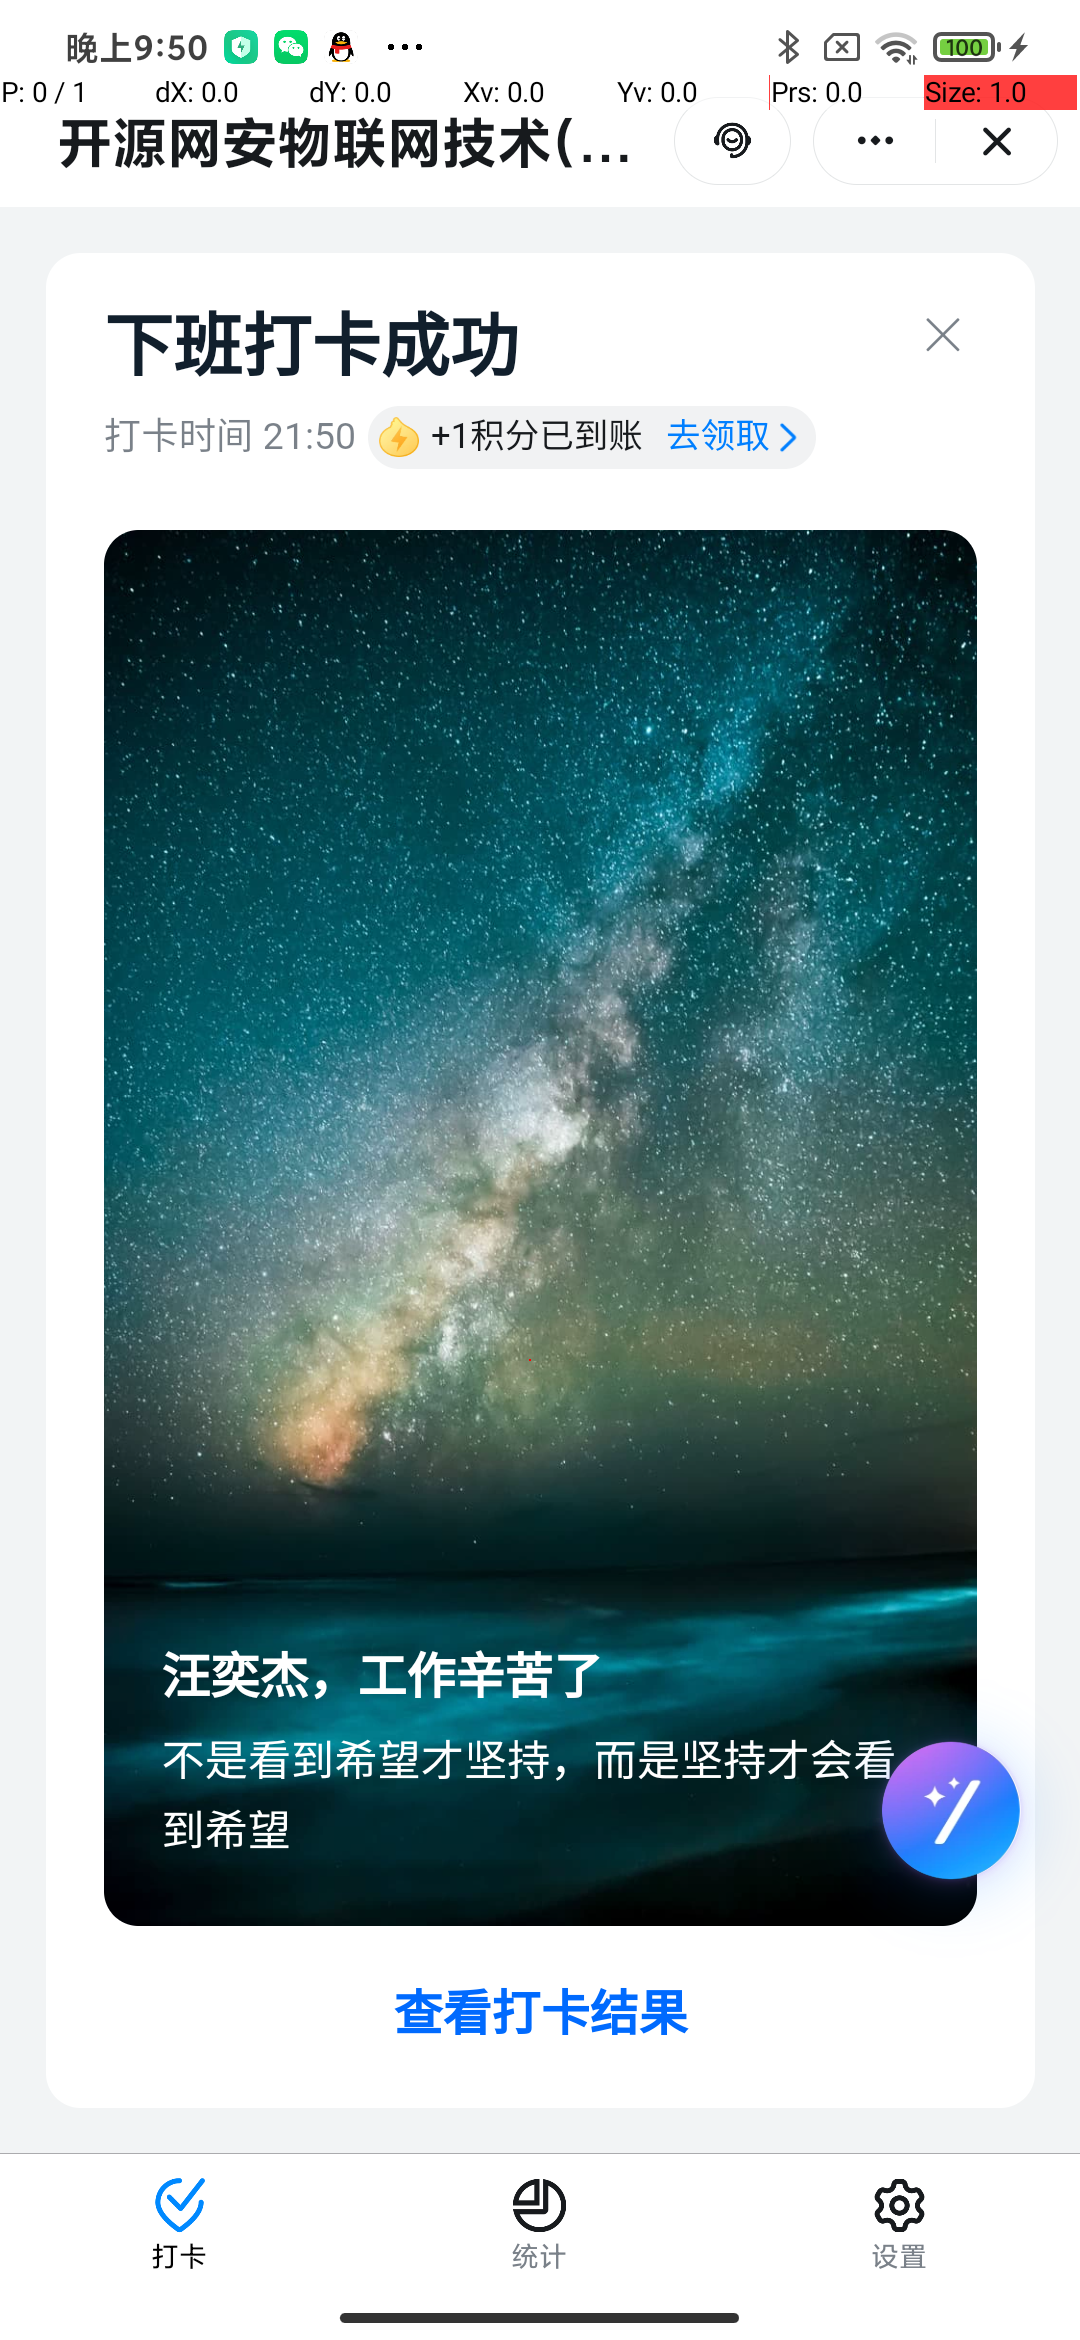 晚上9:50
100
P: 0 / 1 dX: 0.0 dY: 0.0 Xv: 0.0 Yv: 0.0 Prs: 0.0 Size: 1.0
开源网安物联网技术(...
下班打卡成功
打卡时间 21:50 +1积分已到账 去领取
汪奕杰，工作辛苦了
不是看到希望才坚持，而是坚持才会看
到希望
查看打卡结果
打卡 统计 设置